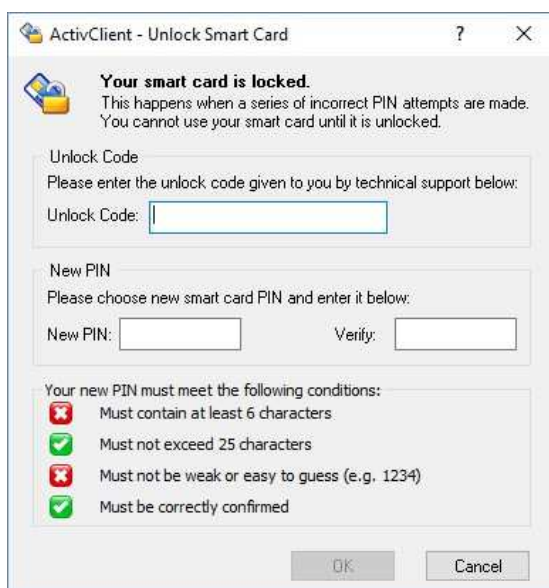 ActivClient - Unlock Smart Card
Your smart card is locked.
This happens when a series of incorrect PIN attempts are made.
You cannot use your smart card until it is unlocked.
Unlock Code
Please enter the unlock code given to you by technical support below:
Unlock Code:
New PIN
Please choose new smart card PIN and enter it below:
New PIN: Verify:
Your new PIN must meet the following conditions:
Must contain at least 6 characters
Must not exceed 25 characters
Must not be weak or easy to guess (e.g. 1234)
Must be correctly confirmed
OK Cancel